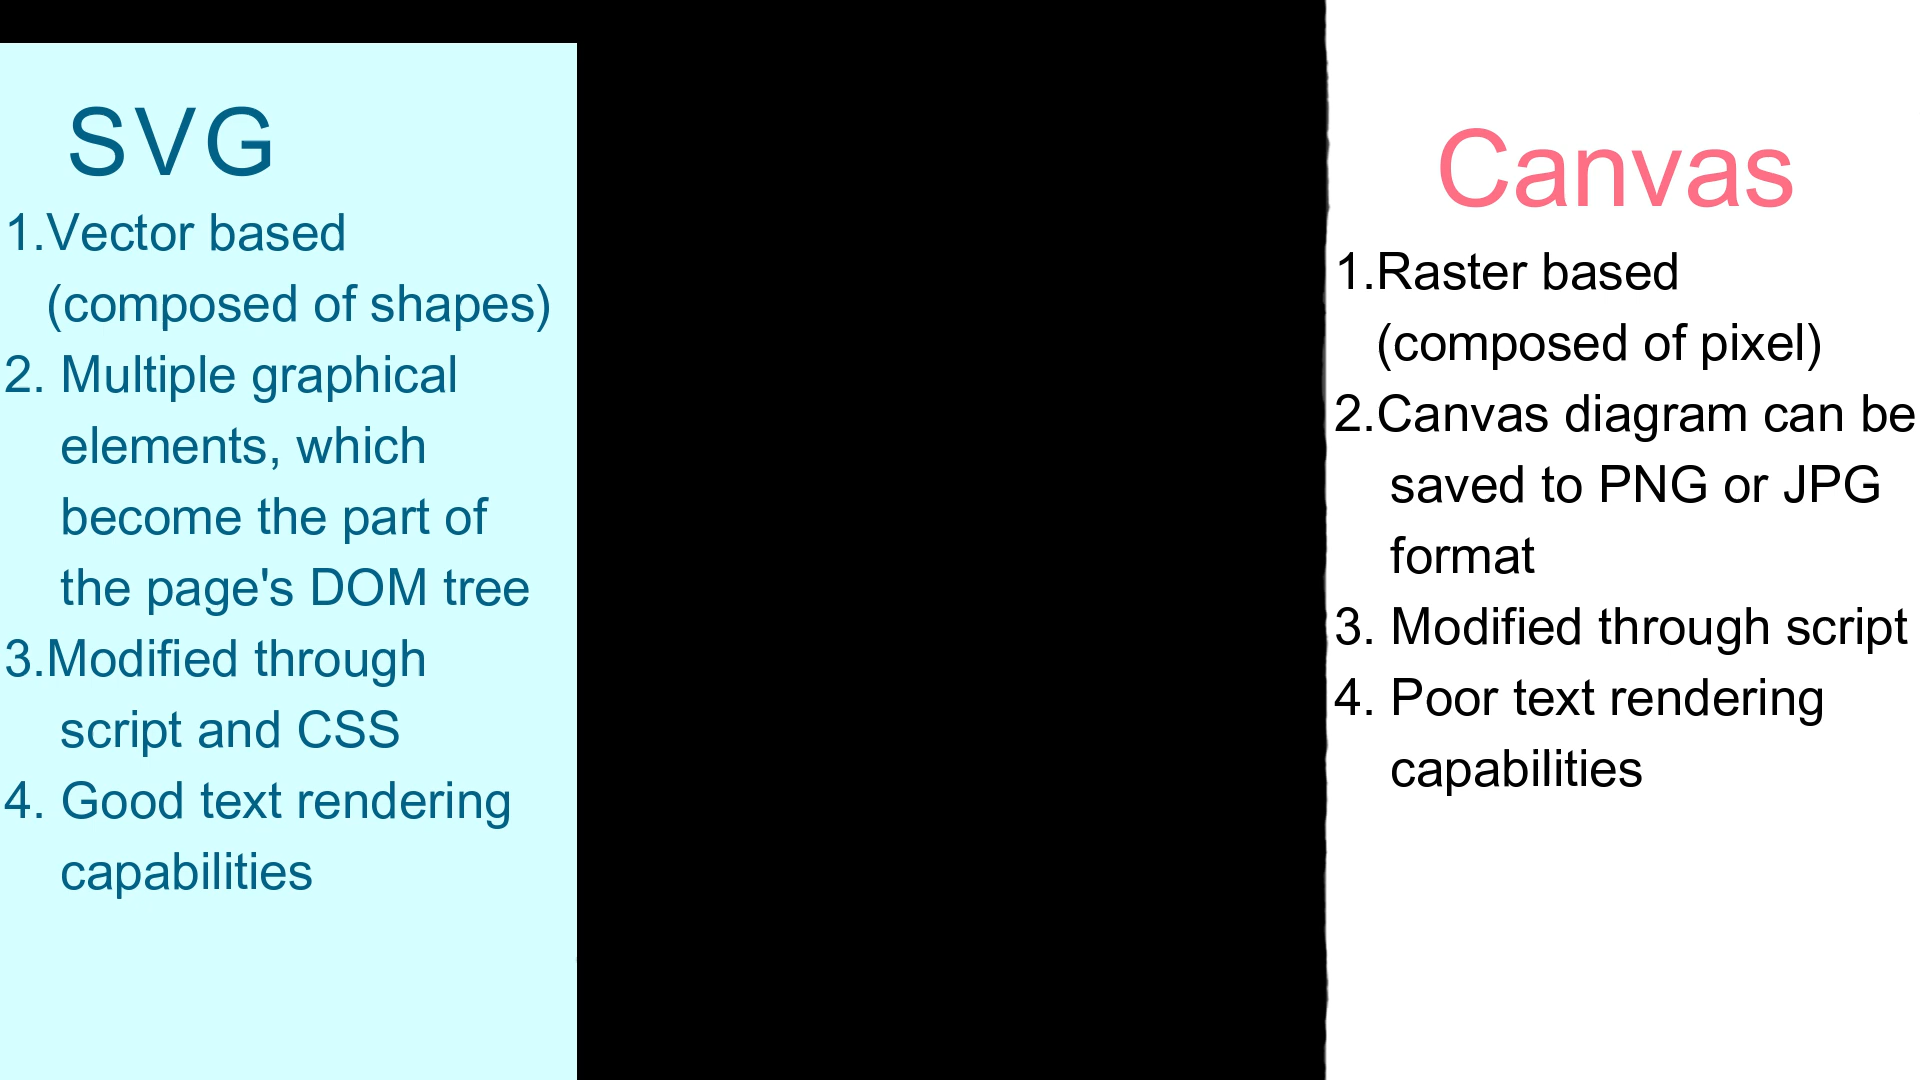 SVG
1.Vector based
(composed of shapes)
2. Multiple graphical
elements, which
become the part of
the page's DOM tree
3.Modified through
script and CSS
4. Good text rendering
capabilities
Canvas
1.Raster based
(composed of pixel)
2.Canvas diagram can be
saved to PNG or JPG
format
3. Modified through script
4. Poor text rendering
capabilities